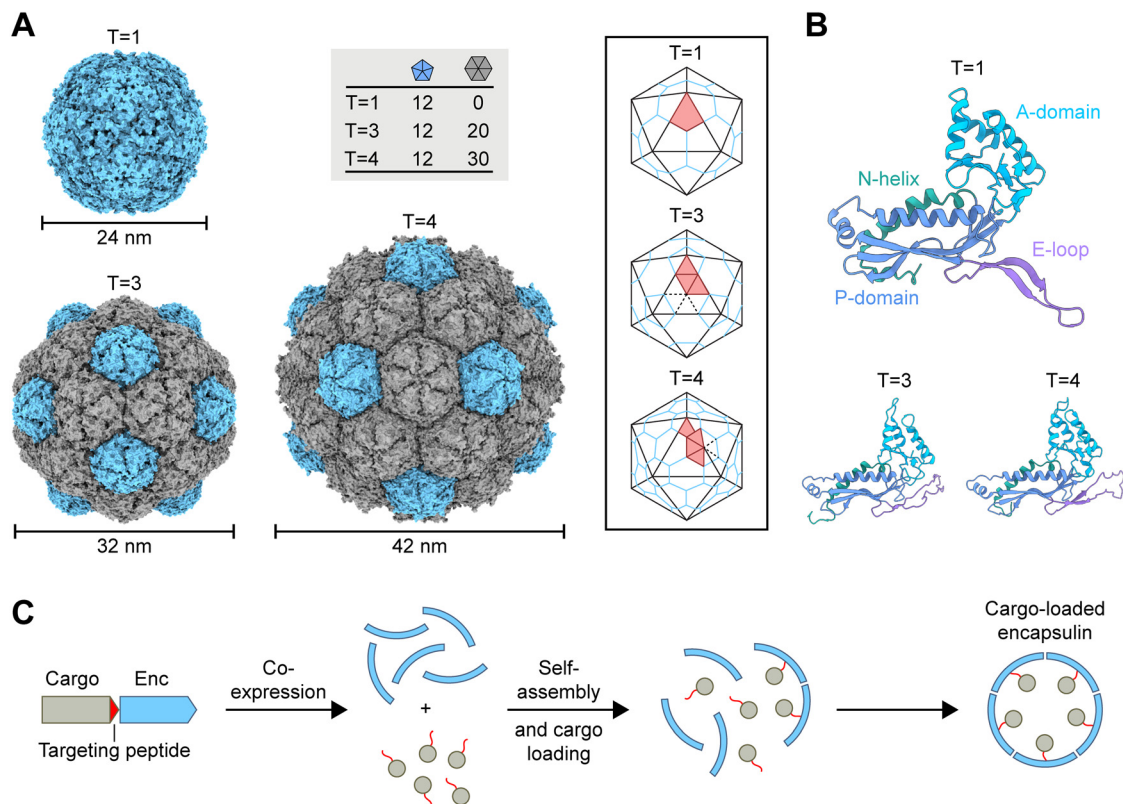 A
T=1
24 nm
T=1 12 0
T=3 12 20
T=4 12 30
T=3
32 nm
T=4
42 nm
T=1
T=3
T=4
B
T=1
A-domain
N-helix
E-loop
P-domain
T=3
T=4
C
Cargo
Enc
Targeting peptide
Co-
expression
+
Self-
assembly
and cargo
loading
Cargo-loaded
encapsulin